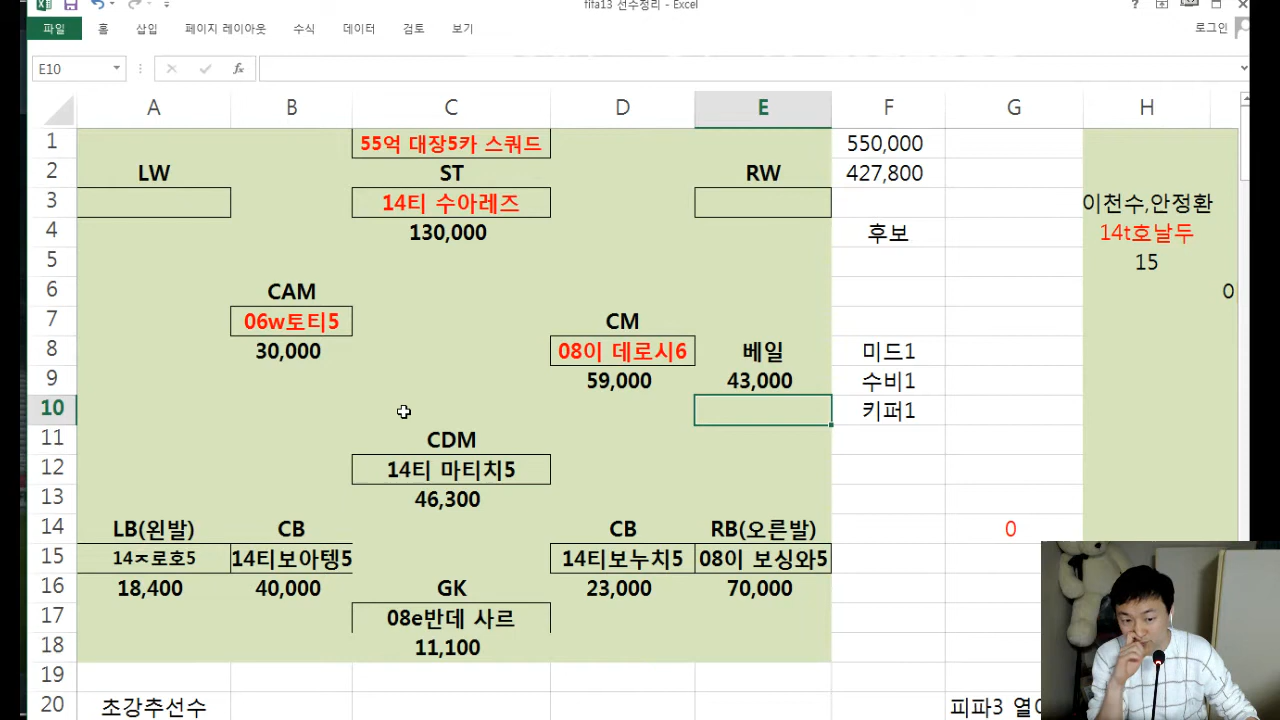 fifa13 선수정리 - Excel
파일 홈 삽입 페이지 레이아웃 수식 데이터 검토 보기 로그인
E10 fx
A B C D E F G H
1 55억 대장5카 스쿼드 550,000
2 LW ST RW 427,800
3 14티 수아레즈 이천수,안정환
4 130,000 후보 14t호날두
5 15
6 CAM 0
7 06w토티5 CM
8 30,000 08이 데로시6 베일 미드1
9 59,000 43,000 수비1
10 키퍼1
11 CDM
12 14티 마티치5
13 46,300
14 LB(왼발) CB CB RB(오른발) 0
15 14ㅈ로호5 14티보아텡5 14티보누치5 08이 보싱와5
16 18,400 40,000 GK 23,000 70,000
17 08e반데 사르
18 11,100
19
20 초강추선수 피파3